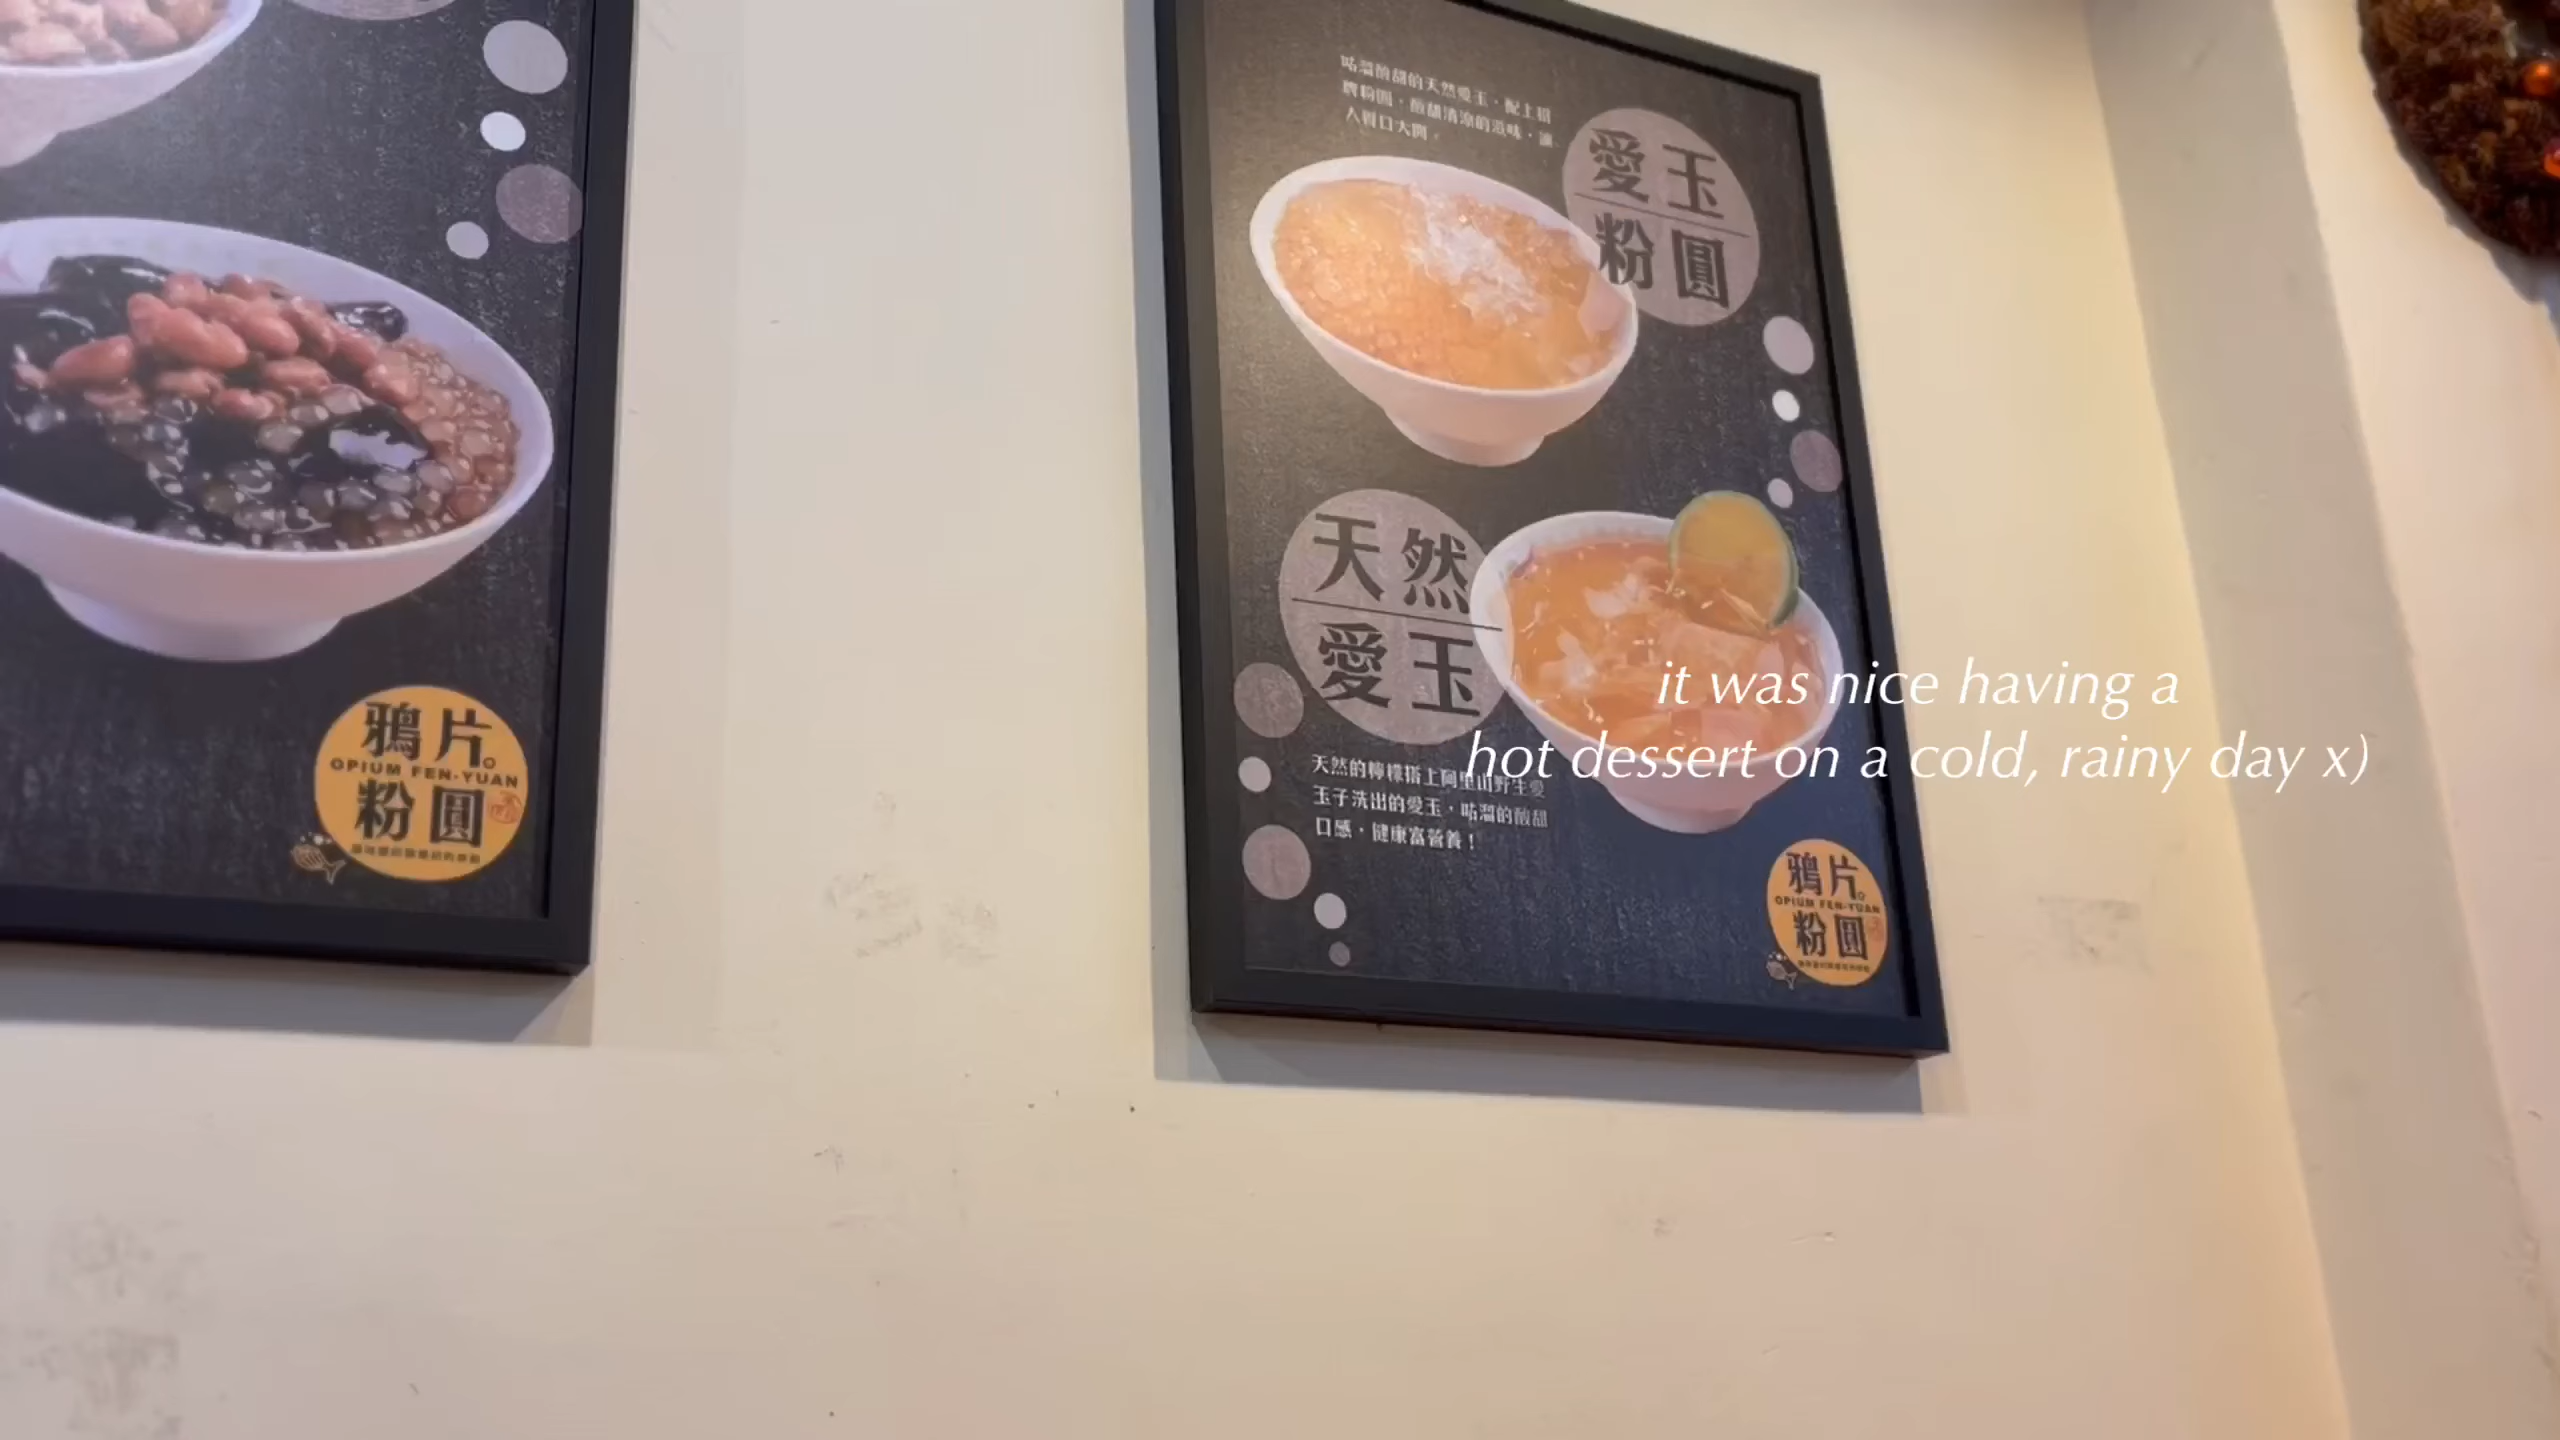 咕溜酸甜的天然愛玉，配上招
牌粉圓，酸甜清涼的滋味，讓
人胃口大開。
愛玉
粉圓
天然
愛玉
it was nice having a
hot dessert on a cold, rainy day x)
天然的檸檬搭上阿里山野生愛
玉子洗出的愛玉，咕溜的酸甜
口感，健康富營養！
鴉片。
OPIUM FEN-YUAN
粉圓
鴉片。
OPIUM FEN-YUAN
粉圓